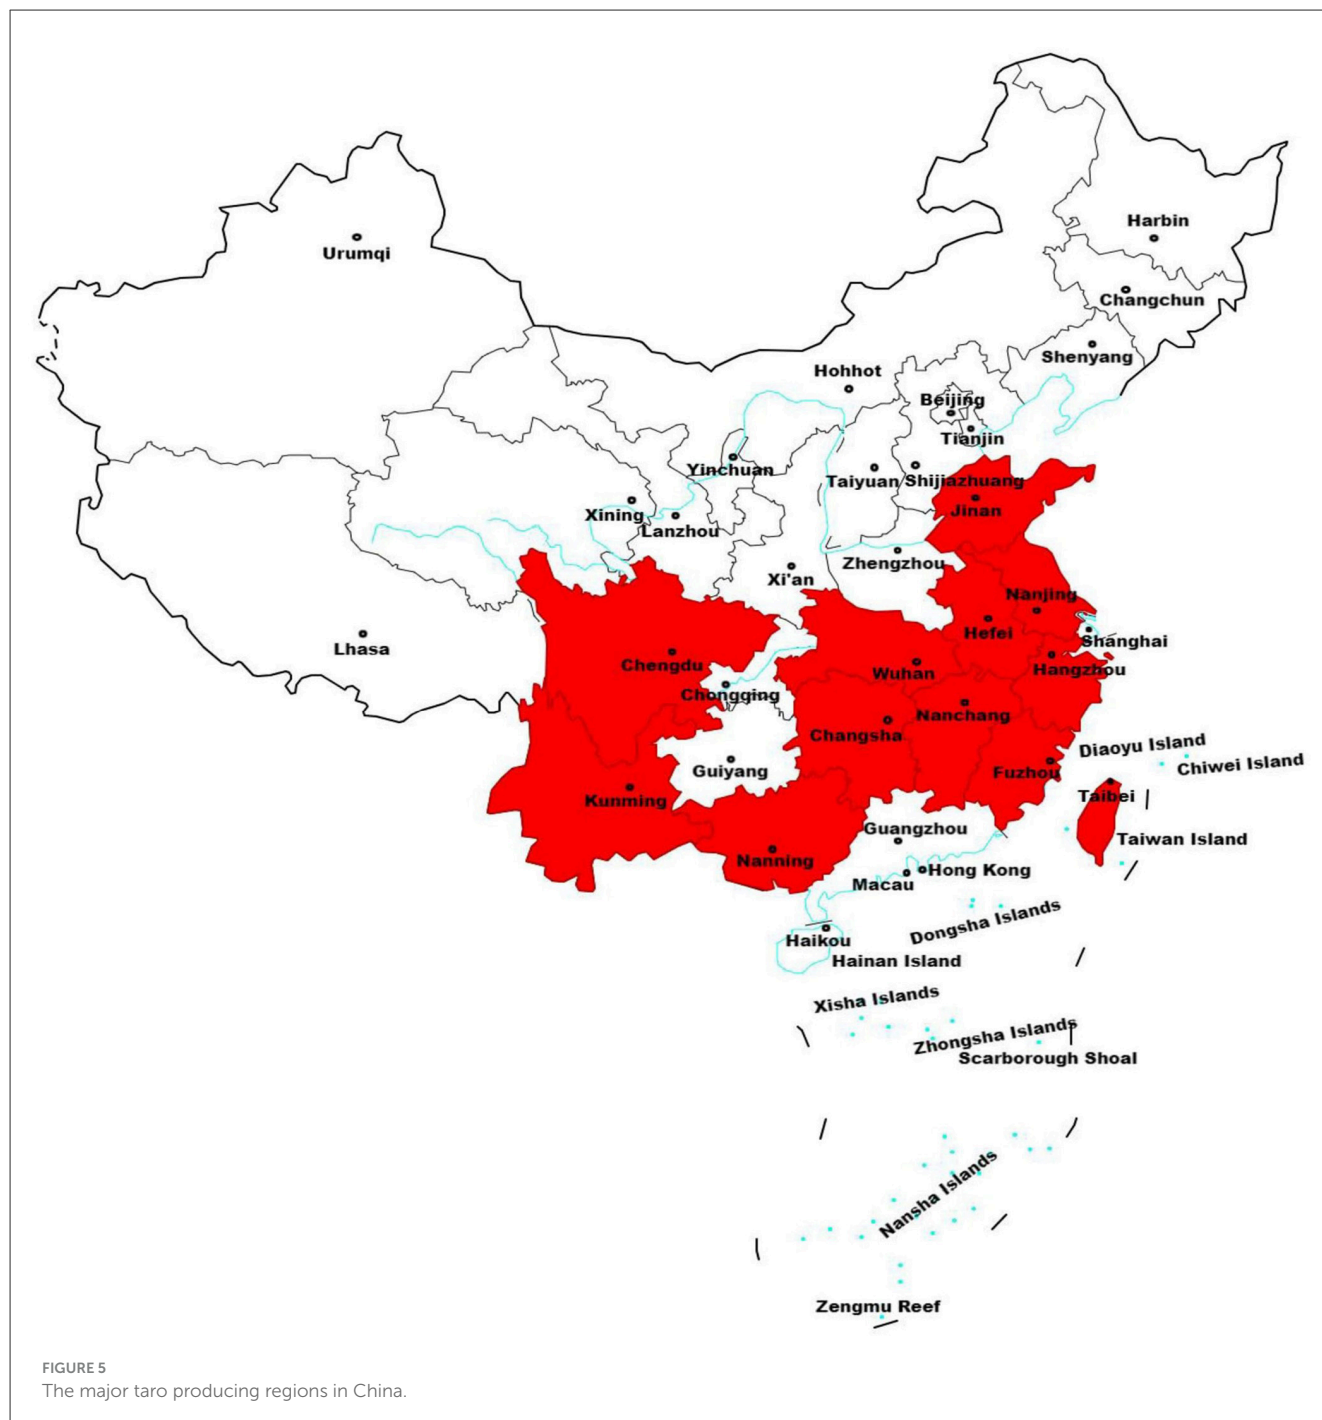 Harbin
Urumqi
Changchun
Shenyang
Hohhot
Beijing
Tianjin
Yinchuan
Taiyuan
Shijiazhuang
Jinan
Xining
Lanzhou
Zhengzhou
Xi'an
Nanjing
Hefei
Shanghai
Lhasa
Chengdu
Wuhan
Hangzhou
Chongqing
Nanchang
Changsha
Diaoyu Island
Chiwei Island
Guiyang
Fuzhou
Kunming
Taibei
Guangzhou
Taiwan Island
Nanning
Hong Kong
Macau
Dongsha Islands
Haikou
Hainan Island
Xisha Islands
Zhongsha Islands
Scarborough Shoal
Nansha Islands
Zengmu Reef
FIGURE 5
The major taro producing regions in China.